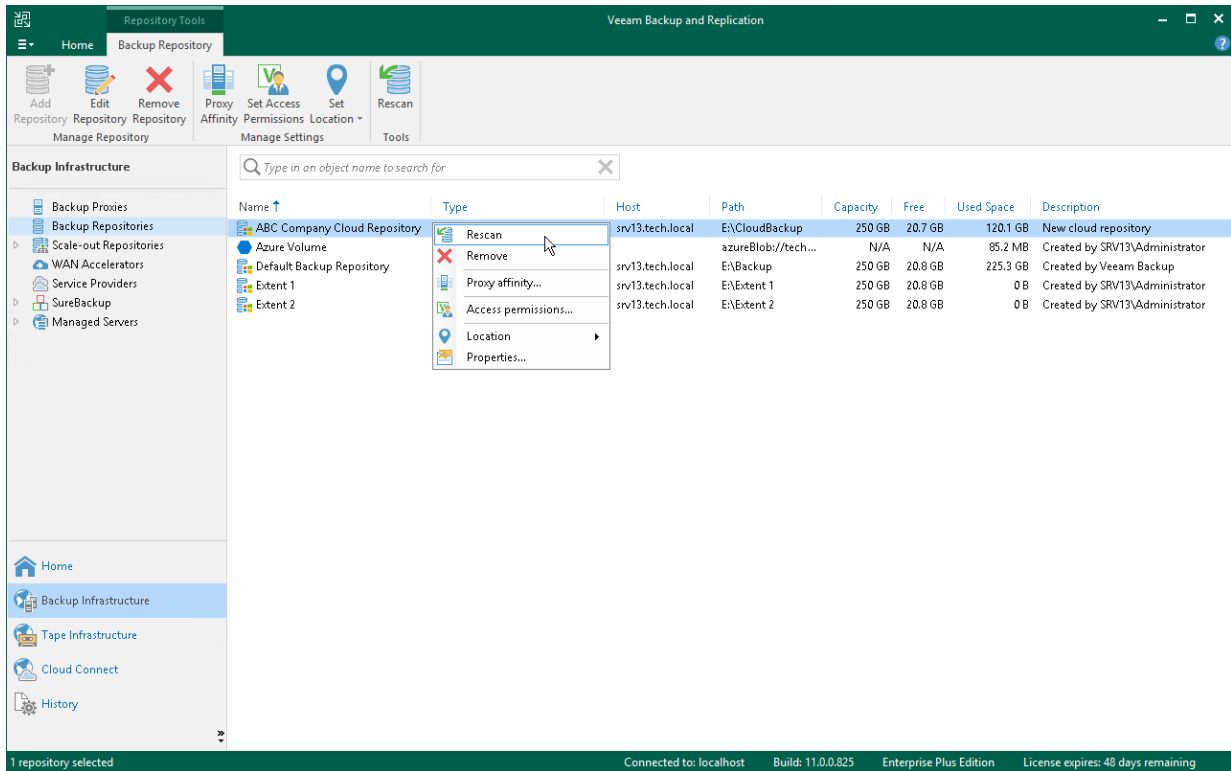 Repository Tools
Veeam Backup and Replication
Home
Backup Repository
Add Repository
Edit Repository
Remove Repository
Proxy Affinity
Set Access Permissions
Set Location
Rescan
Manage Repository
Manage Settings
Tools
Backup Infrastructure
Type in an object name to search for
Backup Proxies
Backup Repositories
Scale-out Repositories
WAN Accelerators
Service Providers
SureBackup
Managed Servers
Name Type Host Path Capacity Free Used Space Description
ABC Company Cloud Repository srv13.tech.local E:\CloudBackup 250 GB 20.7 GB 120.1 GB New cloud repository
Azure Volume azureBlob://tech... N/A N/A 85.2 MB Created by SRV13\Administrator
Default Backup Repository srv13.tech.local E:\Backup 250 GB 20.8 GB 225.3 GB Created by Veeam Backup
Extent 1 srv13.tech.local E:\Extent 1 250 GB 20.8 GB 0 B Created by SRV13\Administrator
Extent 2 srv13.tech.local E:\Extent 2 250 GB 20.8 GB 0 B Created by SRV13\Administrator
Rescan
Remove
Proxy affinity...
Access permissions...
Location
Properties...
Home
Backup Infrastructure
Tape Infrastructure
Cloud Connect
History
1 repository selected
Connected to: localhost
Build: 11.0.0.825
Enterprise Plus Edition
License expires: 48 days remaining